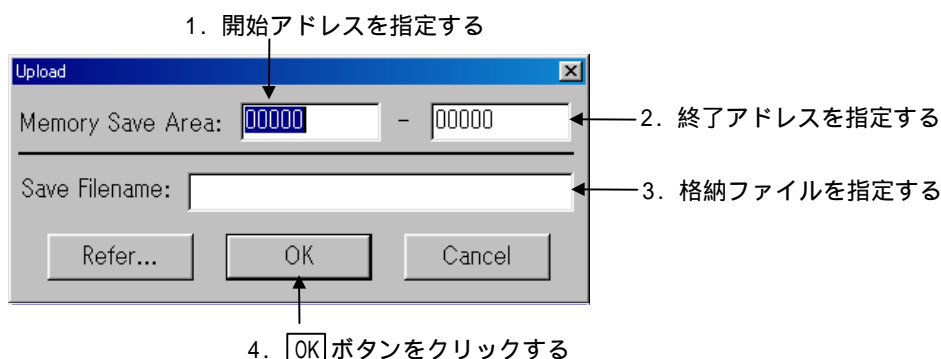 1. 開始アドレスを指定する
Upload
Memory Save Area: 00000 - 00000
2. 終了アドレスを指定する
Save Filename:
3. 格納ファイルを指定する
Refer... OK Cancel
4. OK ボタンをクリックする